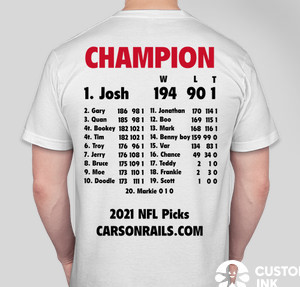 CHAMPION
W L T
1. Josh 194 90 1
2. Gary 186 98 1
3. Quan 185 98 1
4t. Bookey 182 102 1
4t. Tim 182 102 1
6. Troy 176 96 1
7. Jerry 176 108 1
8. Bruce 175 109 1
9. Moe 173 110 1
10. Doodle 173 111 1
11. Jonathan 170 114 1
12. Boo 169 115 1
13. Mark 168 116 1
14. Benny boy 159 99 0
15. Var 134 83 1
16. Chance 49 34 0
17. Teddy 2 1 0
18. Frankie 2 3 0
19. Scott 1 0 0
20. Markie 0 1 0
2021 NFL Picks
CARSONRAILS.COM
CUSTO
INK